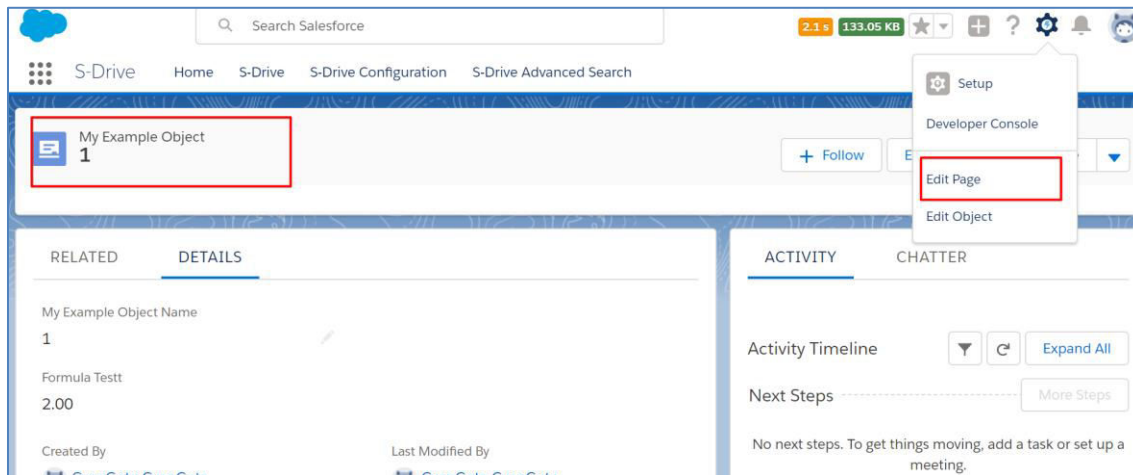 Search Salesforce
2.1 s 133.05 KB
S-Drive Home S-Drive S-Drive Configuration S-Drive Advanced Search
Setup
Developer Console
Edit Page
Edit Object
My Example Object
1
+ Follow
RELATED DETAILS
My Example Object Name
1
Formula Testt
2.00
Created By Last Modified By
ACTIVITY CHATTER
Activity Timeline Expand All
Next Steps More Steps
No next steps. To get things moving, add a task or set up a
meeting.